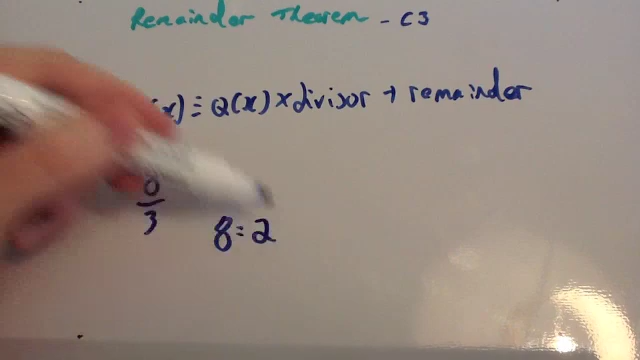 Remainder Theorem - C3
(x) ≡ Q(x) × divisor + remainder
3
8 = 2